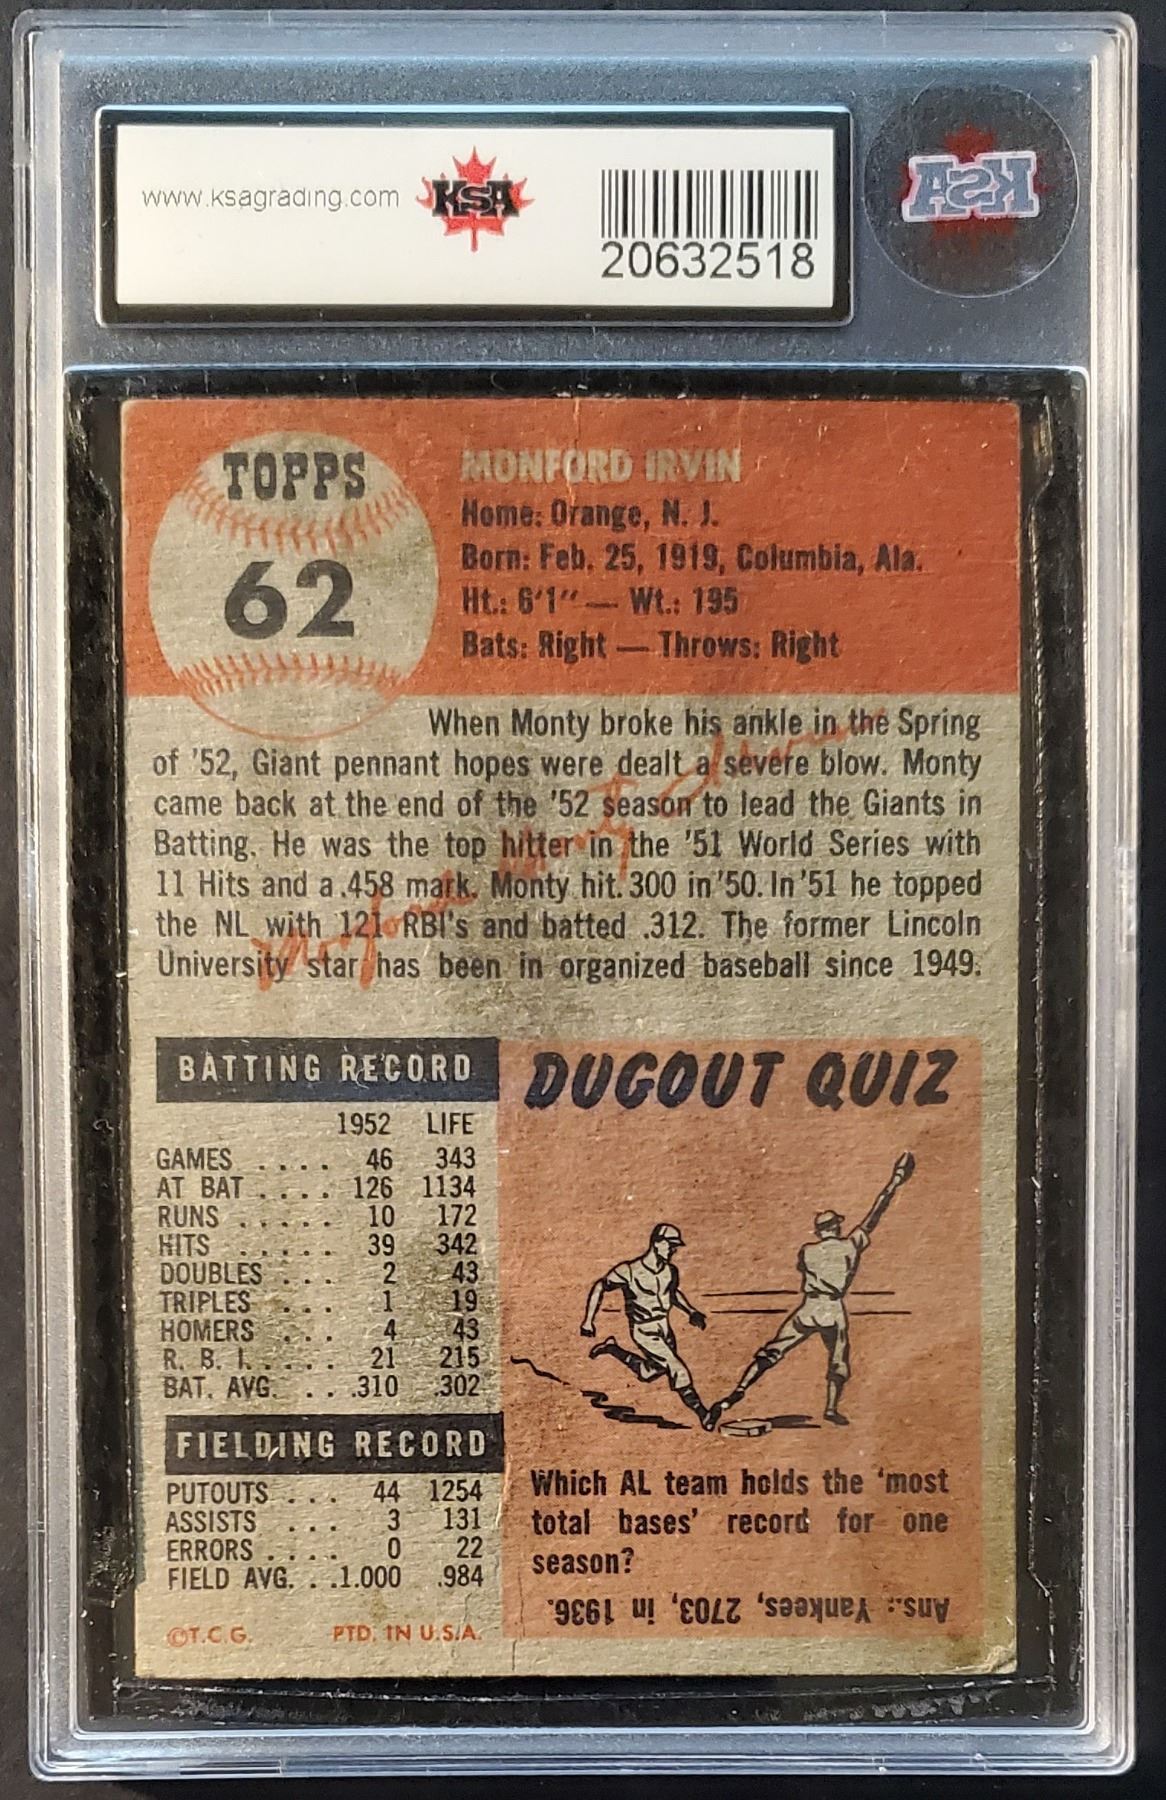 www.ksagrading.com KSA
20632518
KSA
TOPPS
62
MONFORD IRVIN
Home: Orange, N. J.
Born: Feb. 25, 1919, Columbia, Ala.
Ht.: 6'1" — Wt.: 195
Bats: Right — Throws: Right
When Monty broke his ankle in the Spring
of '52, Giant pennant hopes were dealt a severe blow. Monty
came back at the end of the '52 season to lead the Giants in
Batting. He was the top hitter in the '51 World Series with
11 Hits and a .458 mark. Monty hit .300 in '50. In '51 he topped
the NL with 121 RBI's and batted .312. The former Lincoln
University star has been in organized baseball since 1949.
Monford Monty Irvin
BATTING RECORD
1952 LIFE
GAMES .... 46 343
AT BAT .... 126 1134
RUNS ..... 10 172
HITS ..... 39 342
DOUBLES ... 2 43
TRIPLES ... 1 19
HOMERS ... 4 43
R. B. I. .... 21 215
BAT. AVG. ...310 .302
FIELDING RECORD
PUTOUTS ... 44 1254
ASSISTS ... 3 131
ERRORS .... 0 22
FIELD AVG. ..1.000 .984
©T.C.G. PTD. IN U.S.A.
DUGOUT QUIZ
Which AL team holds the 'most
total bases' record for one
season?
Ans.: Yankees, 2703, in 1936.